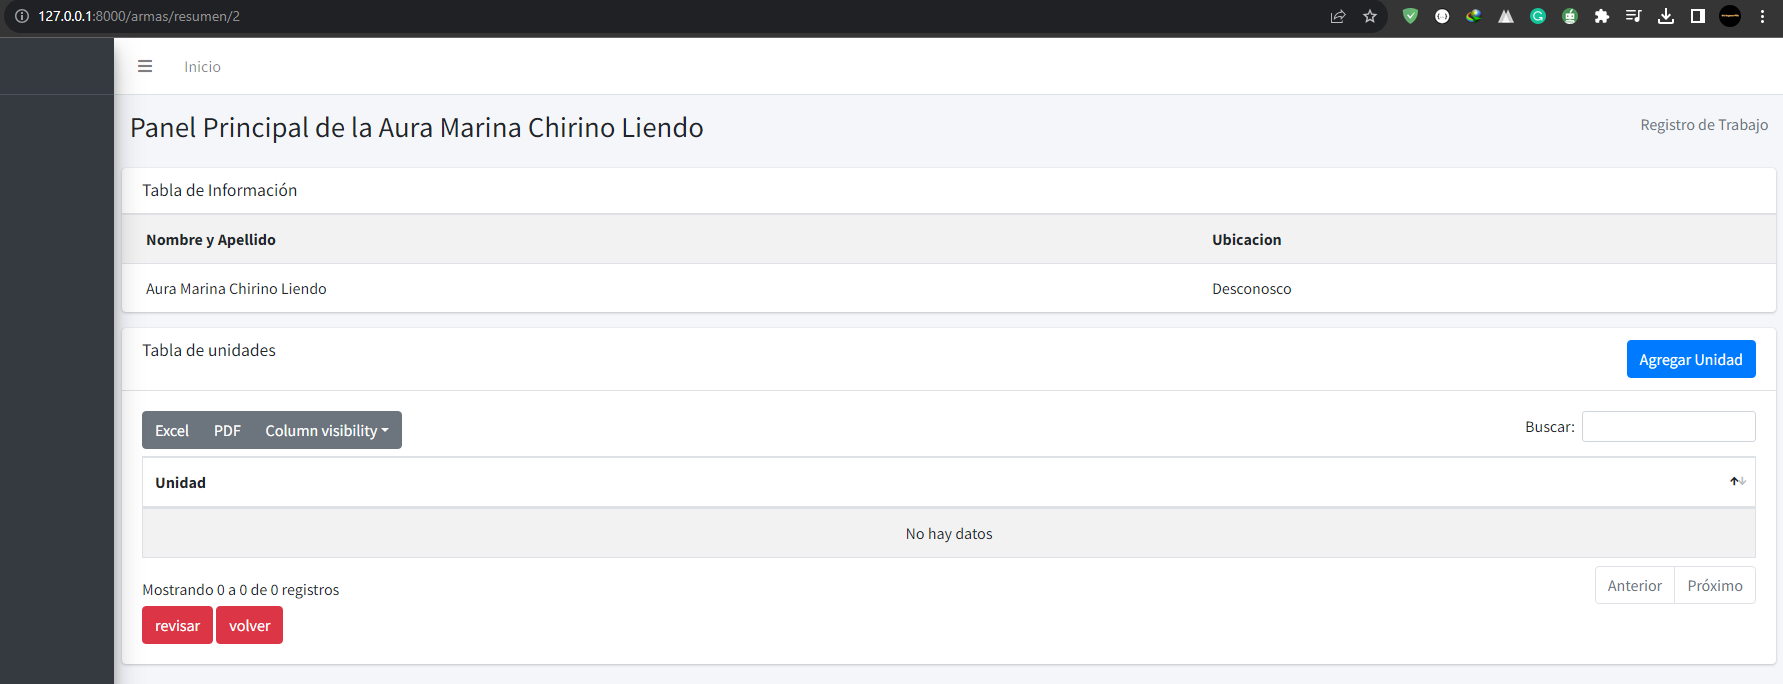 127.0.0.1:8000/armas/resumen/2
Inicio
Panel Principal de la Aura Marina Chirino Liendo
Registro de Trabajo
Tabla de Información
Nombre y Apellido Ubicacion
Aura Marina Chirino Liendo Desconosco
Tabla de unidades
Agregar Unidad
Excel PDF Column visibility
Buscar:
Unidad
No hay datos
Mostrando 0 a 0 de 0 registros
Anterior Próximo
revisar volver